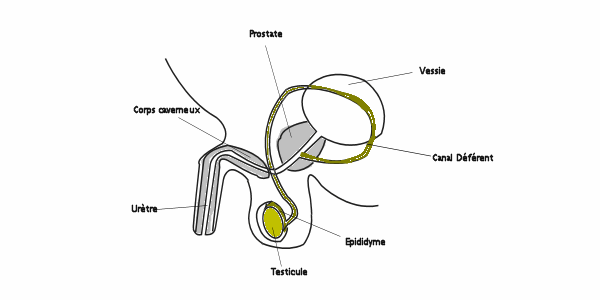 Prostate
Vessie
Corps caverneux
Canal Déférent
Urètre
Epididyme
Testicule